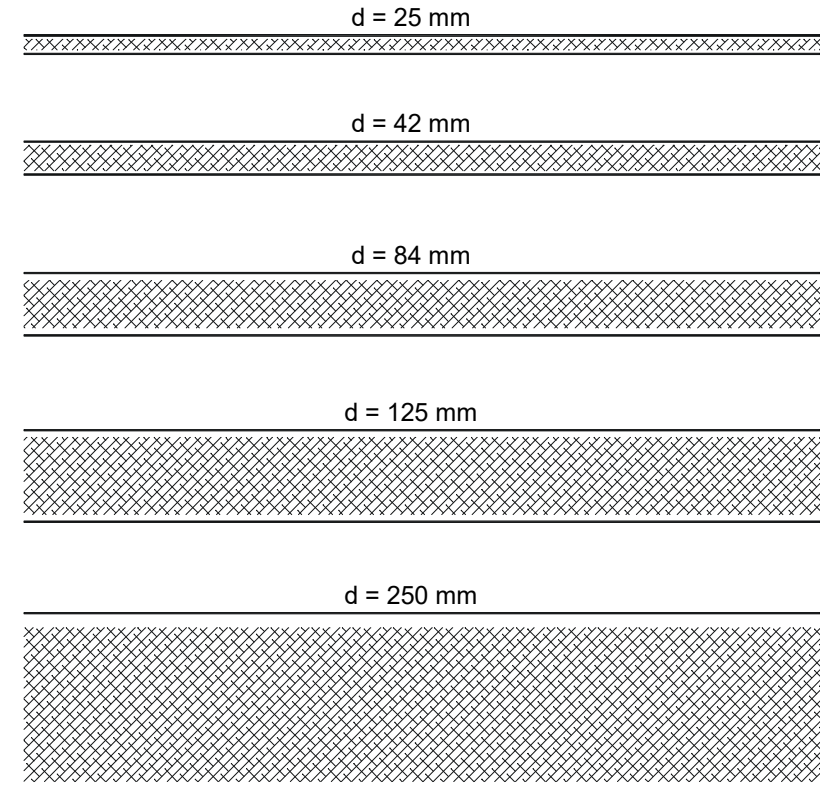 d = 25 mm
d = 42 mm
d = 84 mm
d = 125 mm
d = 250 mm